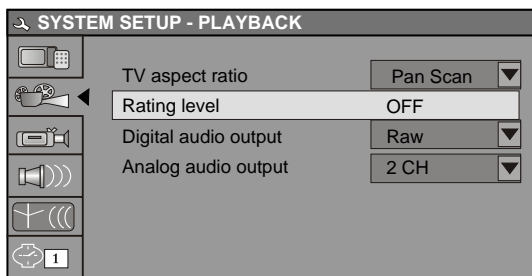 SYSTEM SETUP - PLAYBACK
TV aspect ratio Pan Scan
Rating level OFF
Digital audio output Raw
Analog audio output 2 CH
1